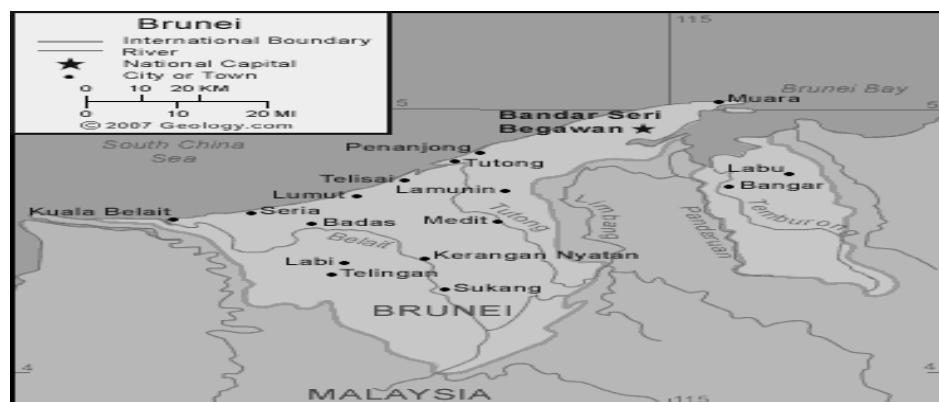 Brunei
International Boundary
River
National Capital
City or Town
0 10 20 KM
0 10 20 MI
© 2007 Geology.com
115
5
5
Brunei Bay
Muara
Bandar Seri
Begawan
South China
Sea
Penanjong
Tutong
Labu
Telisai
Lamunin
Bangar
Lumut
Kuala Belait
Seria
Badas
Medit
Tutong
Limbang
Pandaruan
Temburong
Belait
Labi
Kerangan Nyatan
Telingan
Sukang
BRUNEI
4
4
MALAYSIA
115